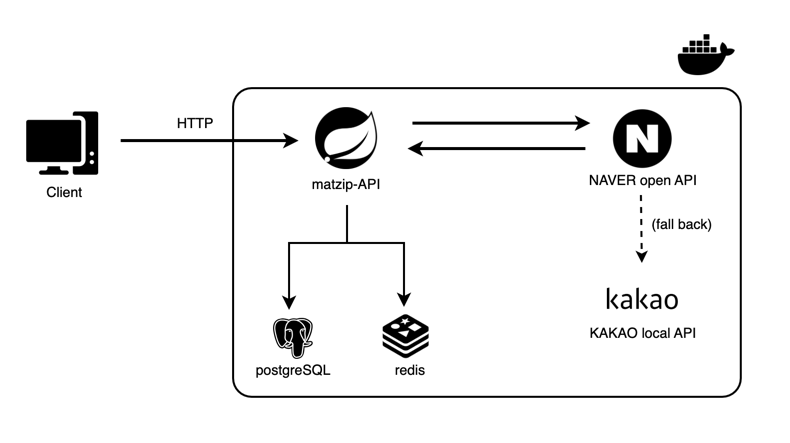 HTTP
Client
matzip-API
N
NAVER open API
(fall back)
kakao
KAKAO local API
postgreSQL
redis